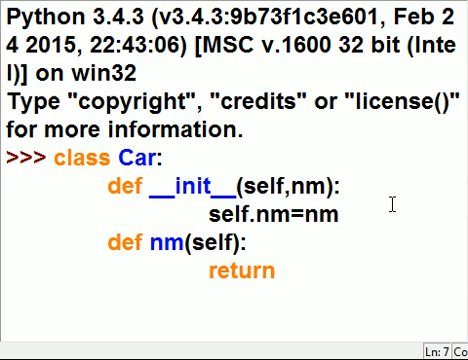 Python 3.4.3 (v3.4.3:9b73f1c3e601, Feb 2
4 2015, 22:43:06) [MSC v.1600 32 bit (Inte
l)] on win32
Type "copyright", "credits" or "license()"
for more information.
>>> class Car:
def __init__(self,nm):
self.nm=nm
def nm(self):
return
Ln: 7 Co